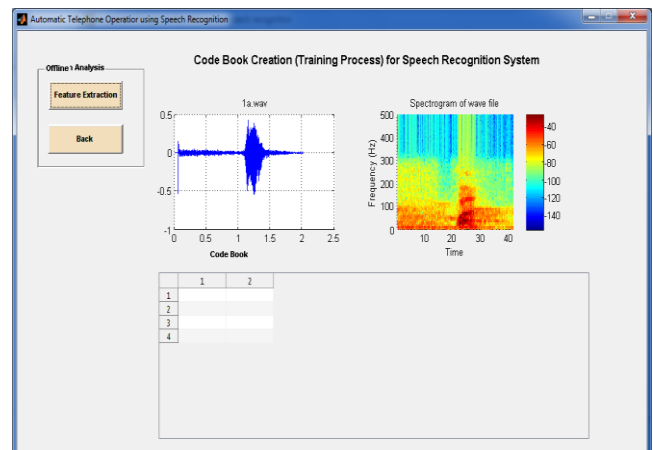 Automatic Telephone Operatior using Speech Recognition
Code Book Creation (Training Process) for Speech Recognition System
Offline Analysis
Feature Extraction
Back
1a.wav
0.5
0
-0.5
-1
0 0.5 1 1.5 2 2.5
Code Book
Spectrogram of wave file
Frequency (Hz)
500
400
300
200
100
0
10 20 30 40
Time
-40
-60
-80
-100
-120
-140
1 2
1
2
3
4